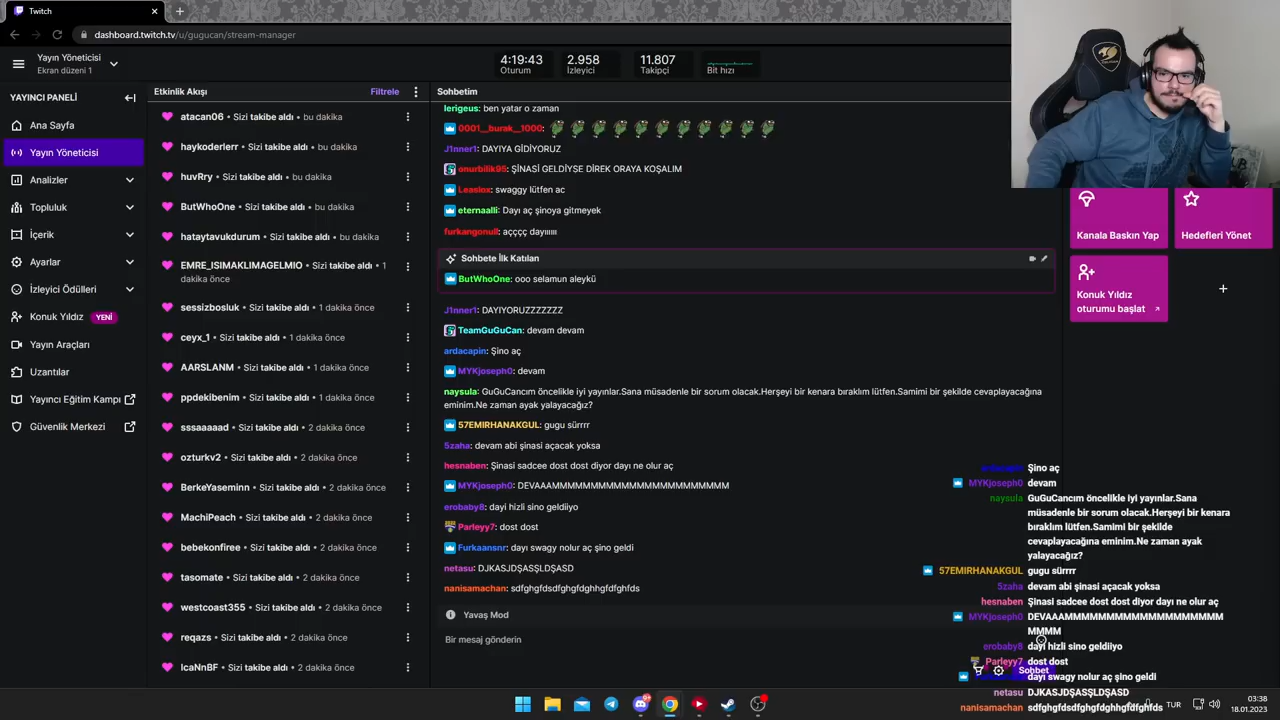 Twitch
dashboard.twitch.tv/u/gugucan/stream-manager
Yayın Yöneticisi
Ekran düzeni 1
4:19:43
Oturum
2.958
İzleyici
11.807
Takipçi
Bit hızı
YAYINCI PANELİ
Ana Sayfa
Yayın Yöneticisi
Analizler
Topluluk
İçerik
Ayarlar
İzleyici Ödülleri
Konuk Yıldız YENİ
Yayın Araçları
Uzantılar
Yayıncı Eğitim Kampı
Güvenlik Merkezi
Etkinlik Akışı
Filtrele
atacan06 • Sizi takibe aldı • bu dakika
haykoderlerr • Sizi takibe aldı • bu dakika
huvRry • Sizi takibe aldı • bu dakika
ButWhoOne • Sizi takibe aldı • bu dakika
hataytavukdurum • Sizi takibe aldı • bu dakika
EMRE_ISIMAKLIMAGELMIO • Sizi takibe aldı • 1
dakika önce
sessizbosluk • Sizi takibe aldı • 1 dakika önce
ceyx_1 • Sizi takibe aldı • 1 dakika önce
AARSLANM • Sizi takibe aldı • 1 dakika önce
ppdekibenim • Sizi takibe aldı • 1 dakika önce
sssaaaaad • Sizi takibe aldı • 2 dakika önce
ozturkv2 • Sizi takibe aldı • 2 dakika önce
BerkeYaseminn • Sizi takibe aldı • 2 dakika önce
MachiPeach • Sizi takibe aldı • 2 dakika önce
bebekonfiree • Sizi takibe aldı • 2 dakika önce
tasomate • Sizi takibe aldı • 2 dakika önce
westcoast355 • Sizi takibe aldı • 2 dakika önce
reqazs • Sizi takibe aldı • 2 dakika önce
IcaNnBF • Sizi takibe aldı • 2 dakika önce
Sohbetim
lerigeus: ben yatar o zaman
0001__burak__1000:
J1nner1: DAYIYA GİDİYORUZ
onurbilik95: ŞİNASİ GELDİYSE DİREK ORAYA KOŞALIM
Leaslox: swaggy lütfen ac
eternaalli: Dayı aç şinoya gitmeyek
furkangonull: açççç dayıııııı
Sohbete İlk Katılan
ButWhoOne: ooo selamun aleykü
J1nner1: DAYIYORUZZZZZZZ
TeamGuGuCan: devam devam
ardacapin: Şino aç
MYKjoseph0: devam
naysula: GuGuCancım öncelikle iyi yayınlar.Sana müsadenle bir sorum olacak.Herşeyi bir kenara bıraklım lütfen.Samimi bir şekilde cevaplayacağına
eminim.Ne zaman ayak yalayacağız?
57EMIRHANAKGUL: gugu sürrr
5zaha: devam abi şinasi açacak yoksa
hesnaben: Şinasi sadcee dost dost diyor dayı ne olur aç
MYKjoseph0: DEVAAAMMMMMMMMMMMMMMMMMMMMMMM
erobaby8: dayi hizli sino geldiiyo
Parleyy7: dost dost
Furkaansnr: dayı swagy nolur aç şino geldi
netasu: DJKASJDŞASŞLDŞASD
nanisamachan: sdfghgfdsdfghgfdghhgfdfghfds
Yavaş Mod
Bir mesaj gönderin
Sohbet
Kanala Baskın Yap
Hedefleri Yönet
Konuk Yıldız
oturumu başlat
ardacapin Şino aç
MYKjoseph0 devam
naysula GuGuCancım öncelikle iyi yayınlar.Sana
müsadenle bir sorum olacak.Herşeyi bir kenara
bıraklım lütfen.Samimi bir şekilde
cevaplayacağına eminim.Ne zaman ayak
yalayacağız?
57EMIRHANAKGUL gugu sürrr
5zaha devam abi şinasi açacak yoksa
hesnaben Şinasi sadcee dost dost diyor dayı ne olur aç
MYKjoseph0 DEVAAAMMMMMMMMMMMMMMMMMMM
MMMM
erobaby8 dayi hizli sino geldiiyo
Parleyy7 dost dost
dayı swagy nolur aç şino geldi
netasu DJKASJDŞASŞLDŞASD
nanisamachan sdfghgfdsdfghgfdghhgfdfghfds
TUR
03:38
18.01.2023